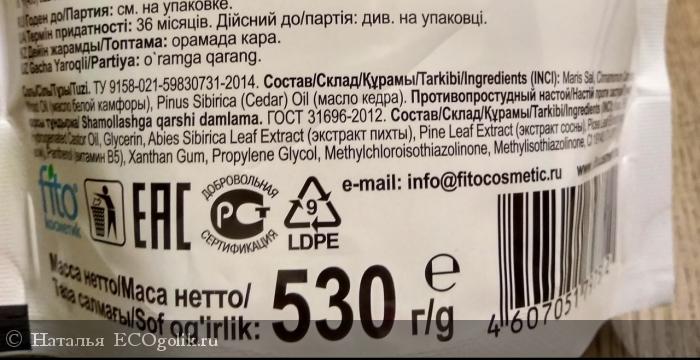 Годен до/Партия: см. на упаковке.
Термін придатності: 36 місяців. Дійсний до/партія: див. на упаковці.
Дейін жарамды/Топтама: орамада кара.
Gacha Yaroqli/Partiya: o`ramga qarang.
ТУ 9158-021-59830731-2014. Состав/Склад/Құрамы/Tarkibi/Ingredients (INCI): Maris Sal,
Oil (масло белой камфоры), Pinus Sibirica (Cedar) Oil (масло кедра). Противопростудный настой/
Shamollashga qarshi damlama. ГОСТ 31696-2012. Состав/Склад/Құрамы/Tarkibi/Ingredients (INCI):
Castor Oil, Glycerin, Abies Sibirica Leaf Extract (экстракт пихты), Pine Leaf Extract (экстракт сосны),
(витамин B5), Xanthan Gum, Propylene Glycol, Methylchloroisothiazolinone, Methylisothiazolinone,
e-mail: info@fitocosmetic.ru
fito
косметик
EAC
ДОБРОВОЛЬНАЯ
РСТ
СЕРТИФИКАЦИЯ
9
LDPE
Масса нетто/Маса нетто/
салмағы/Sof og'irlik: 530 г/g
℮
© Наталья ECOgolik.ru